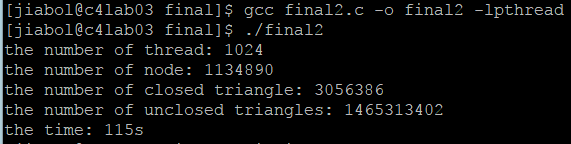 [jiabol@c4lab03 final]$ gcc final2.c -o final2 -lpthread
[jiabol@c4lab03 final]$ ./final2
the number of thread: 1024
the number of node: 1134890
the number of closed triangle: 3056386
the number of unclosed triangles: 1465313402
the time: 115s